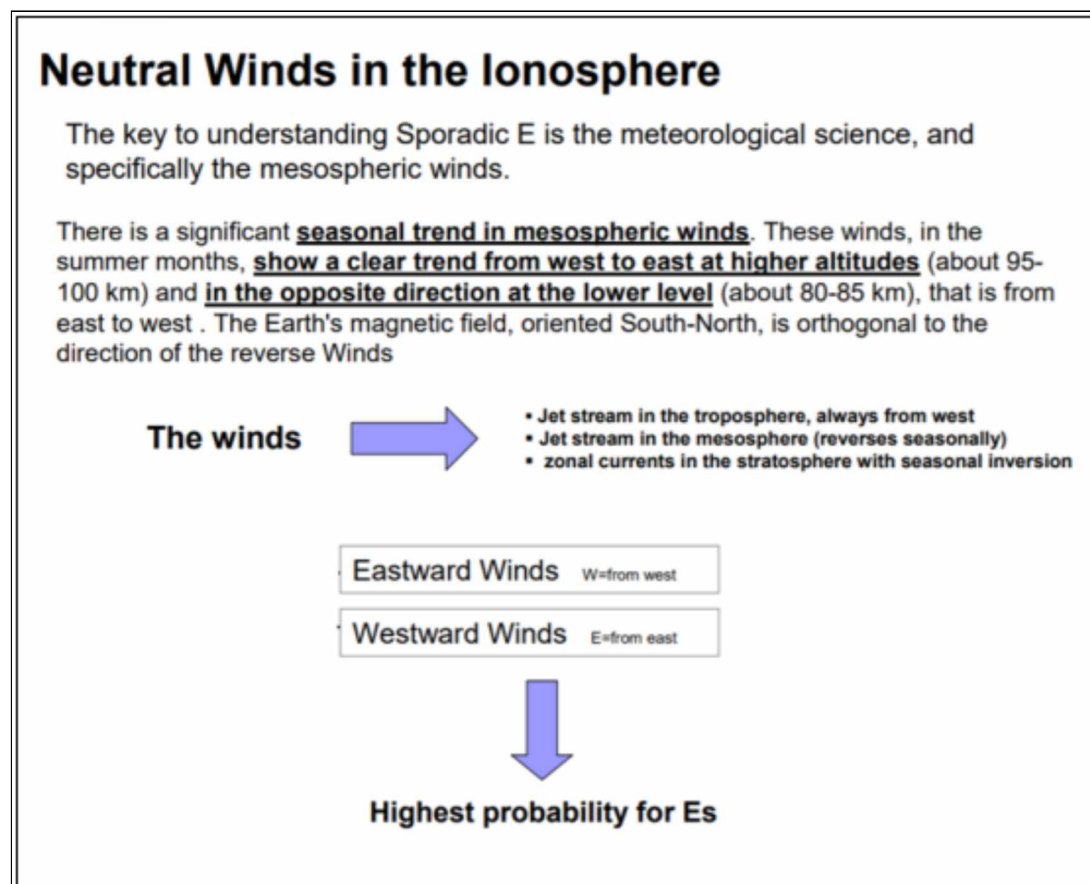 Neutral Winds in the Ionosphere
The key to understanding Sporadic E is the meteorological science, and
specifically the mesospheric winds.
There is a significant seasonal trend in mesospheric winds. These winds, in the
summer months, show a clear trend from west to east at higher altitudes (about 95-
100 km) and in the opposite direction at the lower level (about 80-85 km), that is from
east to west . The Earth's magnetic field, oriented South-North, is orthogonal to the
direction of the reverse Winds
The winds
▪ Jet stream in the troposphere, always from west
▪ Jet stream in the mesosphere (reverses seasonally)
▪ zonal currents in the stratosphere with seasonal inversion
Eastward Winds W=from west
Westward Winds E=from east
Highest probability for Es